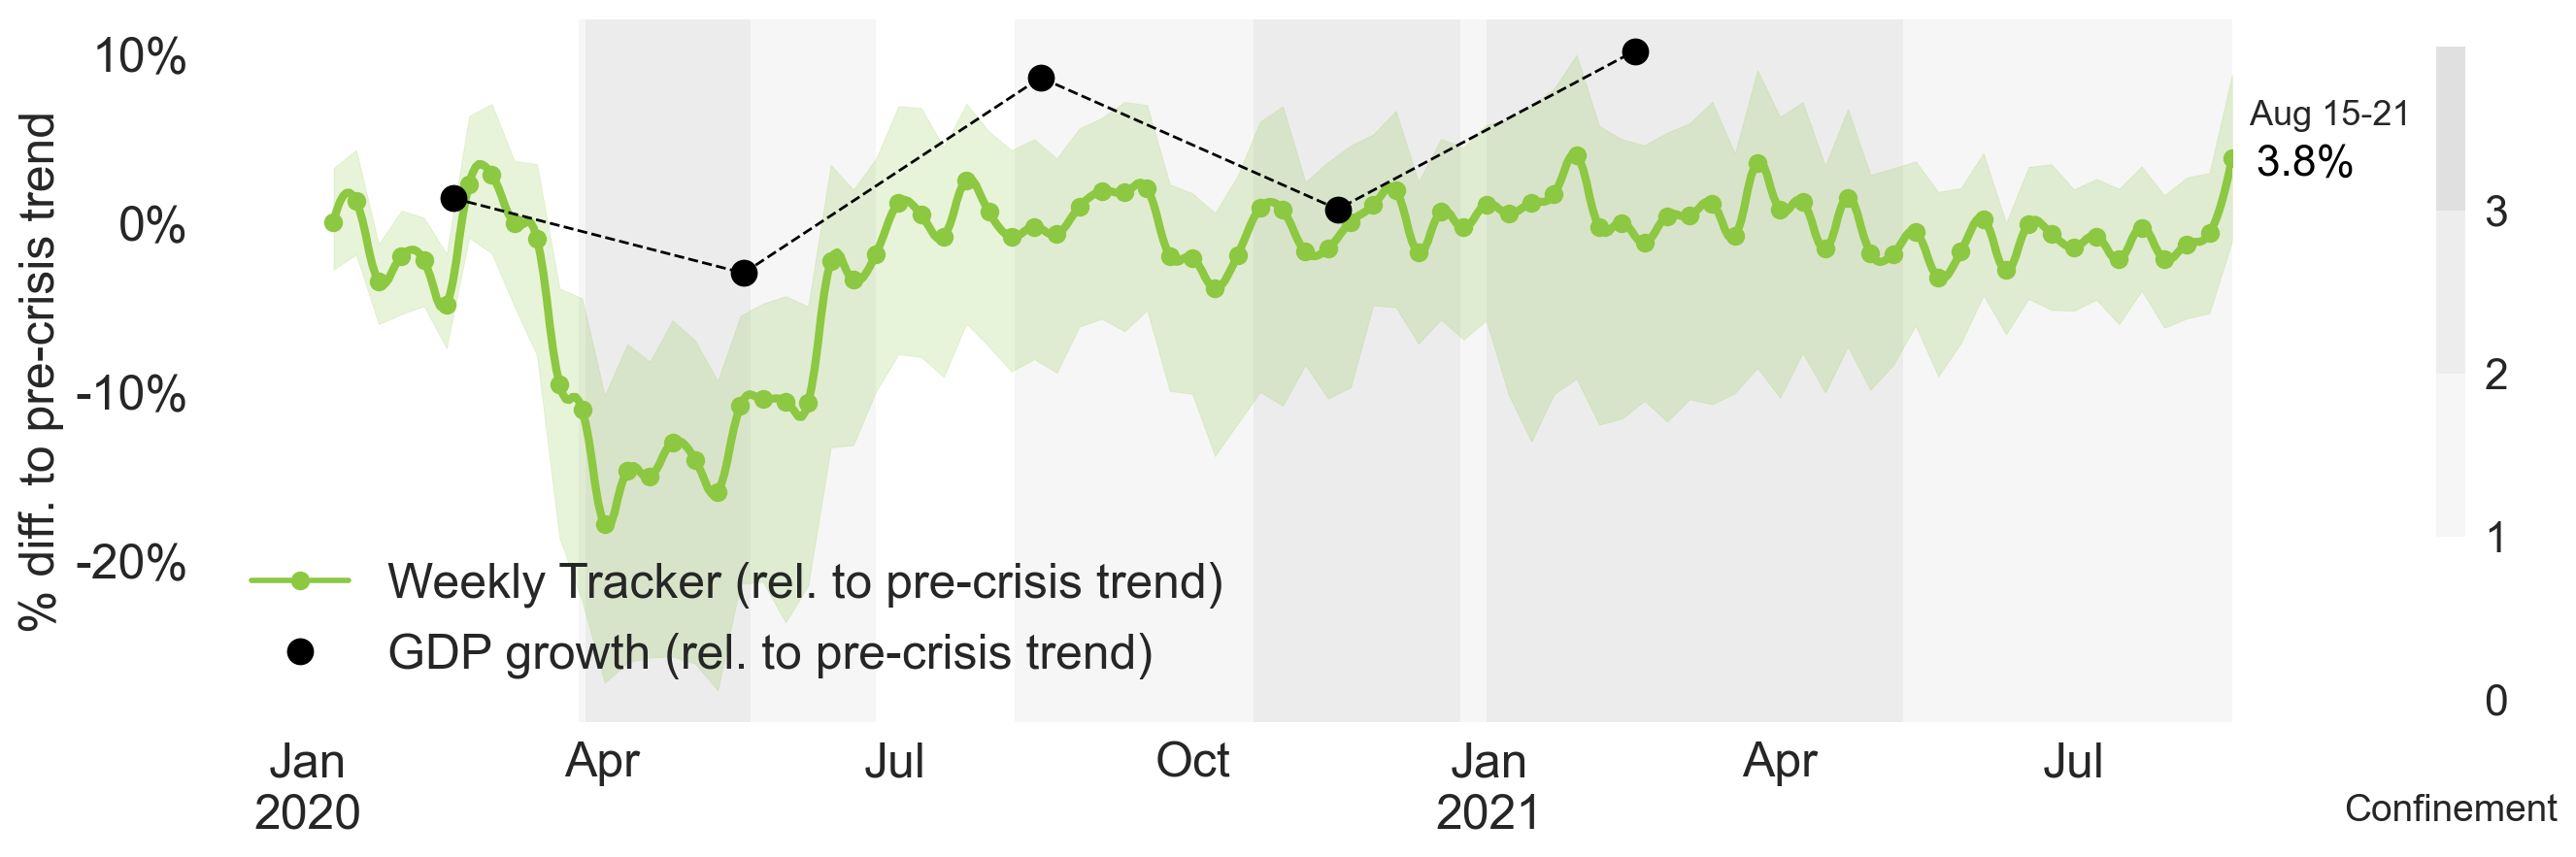 % diff. to pre-crisis trend
10%
0%
-10%
-20%
Weekly Tracker (rel. to pre-crisis trend)
GDP growth (rel. to pre-crisis trend)
Jan
2020
Apr
Jul
Oct
Jan
2021
Apr
Jul
Aug 15-21
3.8%
3
2
1
0
Confinement